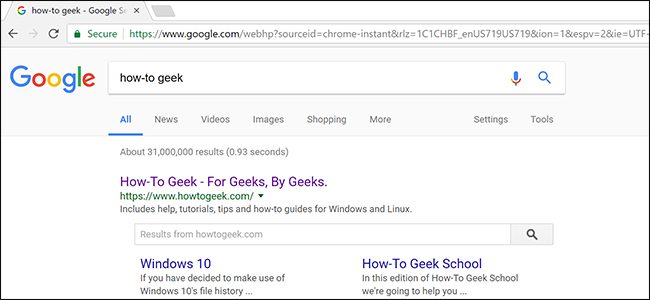 how-to geek - Google Se
Secure https://www.google.com/webhp?sourceid=chrome-instant&rlz=1C1CHBF_enUS719US719&ion=1&espv=2&ie=UTF-
Google how-to geek
All News Videos Images Shopping More Settings Tools
About 31,000,000 results (0.93 seconds)
How-To Geek - For Geeks, By Geeks.
https://www.howtogeek.com/
Includes help, tutorials, tips and how-to guides for Windows and Linux.
Results from howtogeek.com
Windows 10 How-To Geek School
If you have decided to make use of In this edition of How-To Geek School
Windows 10's file history ... we're going to help you ...